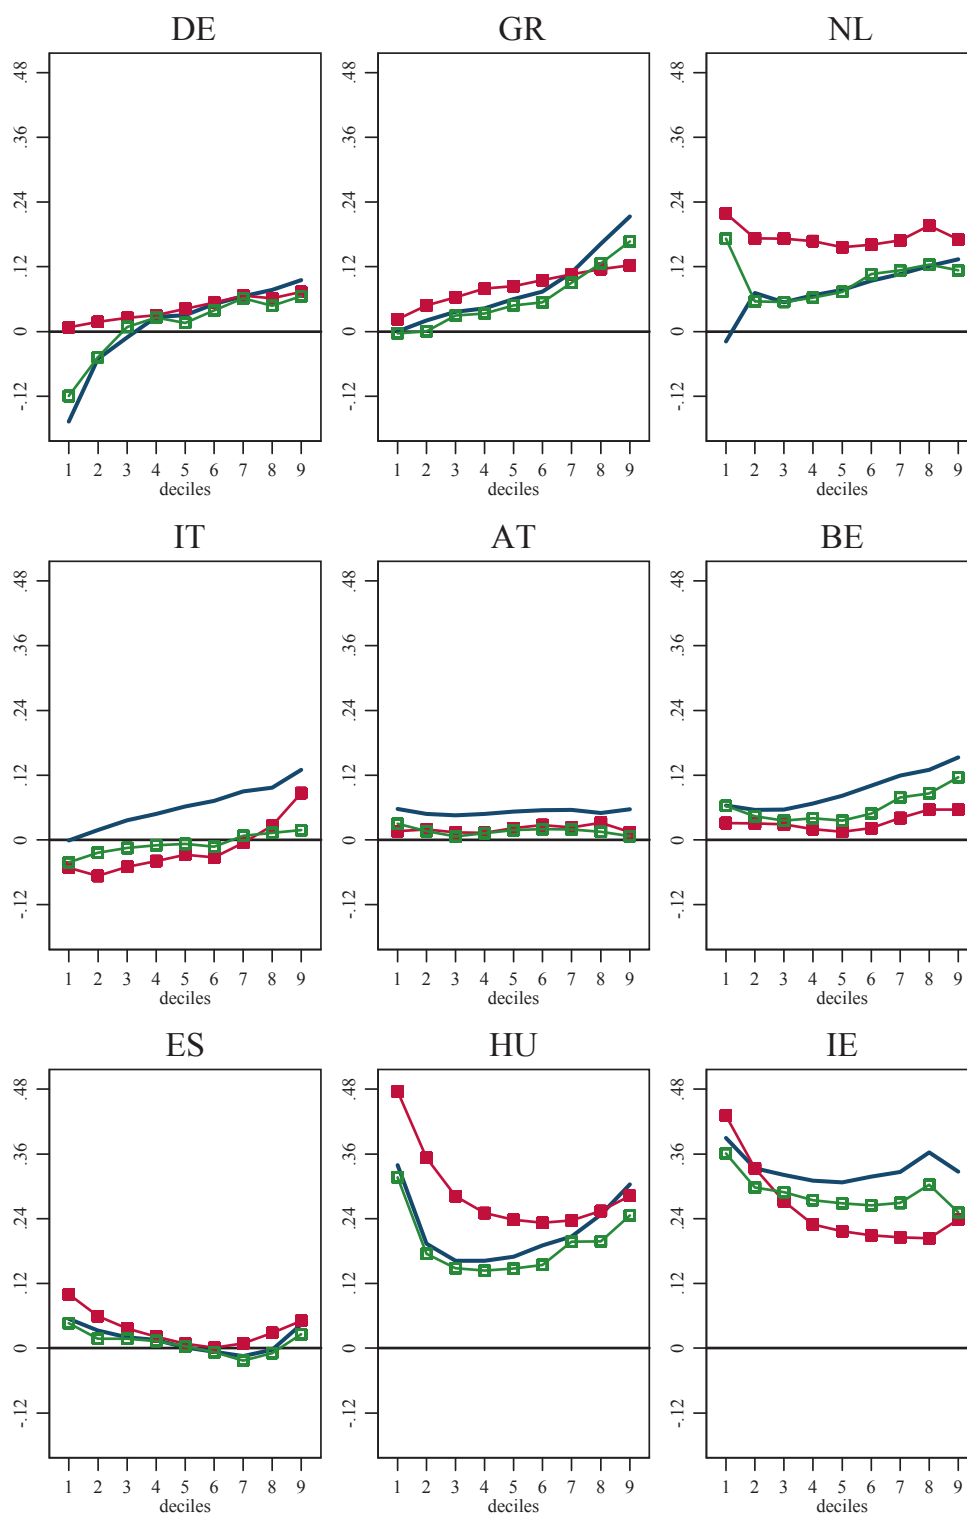 DE GR NL
.48 .48 .48
.36 .36 .36
.24 .24 .24
.12 .12 .12
0 0 0
-.12 -.12 -.12
1 2 3 4 5 6 7 8 9 1 2 3 4 5 6 7 8 9 1 2 3 4 5 6 7 8 9
deciles deciles deciles
IT AT BE
.48 .48 .48
.36 .36 .36
.24 .24 .24
.12 .12 .12
0 0 0
-.12 -.12 -.12
1 2 3 4 5 6 7 8 9 1 2 3 4 5 6 7 8 9 1 2 3 4 5 6 7 8 9
deciles deciles deciles
ES HU IE
.48 .48 .48
.36 .36 .36
.24 .24 .24
.12 .12 .12
0 0 0
-.12 -.12 -.12
1 2 3 4 5 6 7 8 9 1 2 3 4 5 6 7 8 9 1 2 3 4 5 6 7 8 9
deciles deciles deciles